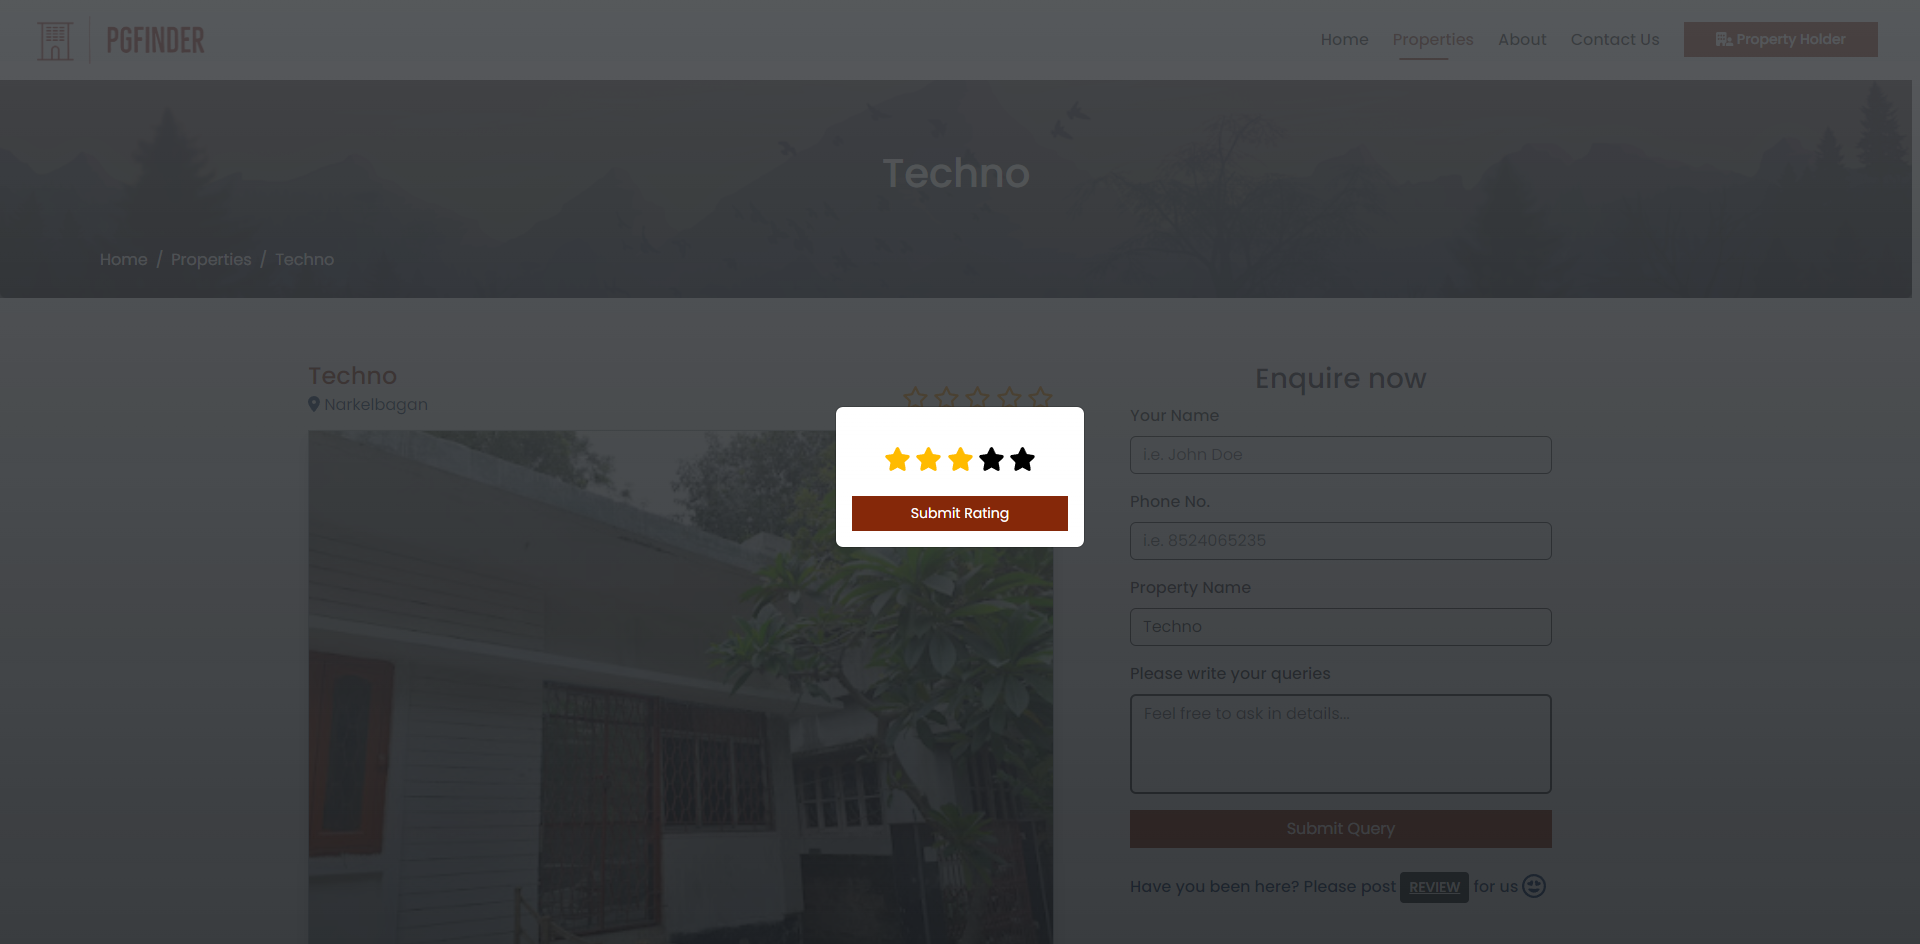 PGFINDER
Home Properties About Contact Us Property Holder
Techno
Home / Properties / Techno
Techno
Narkelbagan
Submit Rating
Enquire now
Your Name
i.e. John Doe
Phone No.
i.e. 8524065235
Property Name
Techno
Please write your queries
Feel free to ask in details...
Submit Query
Have you been here? Please post REVIEW for us